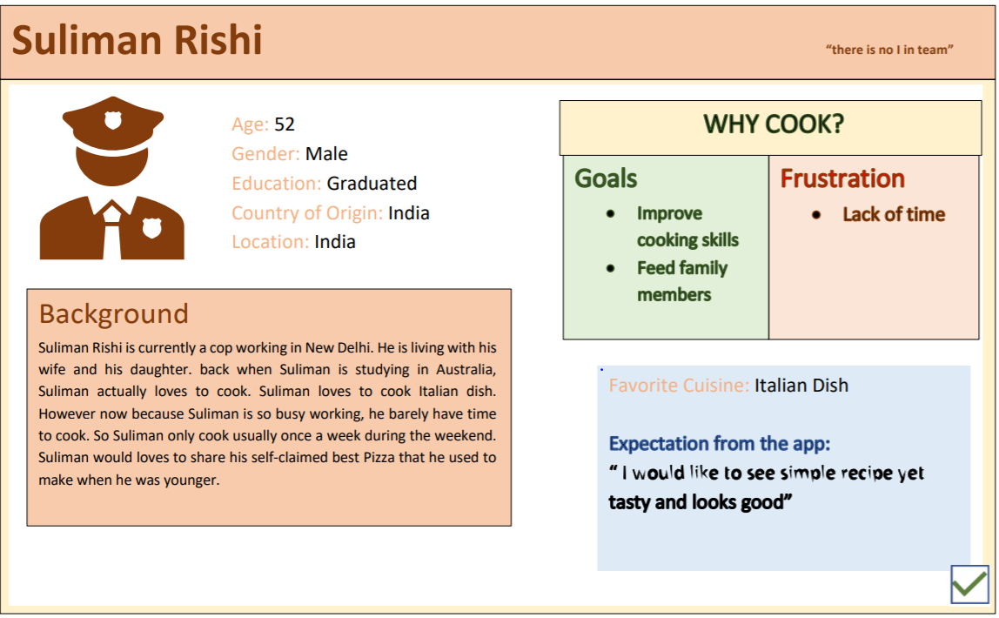 Suliman Rishi
“there is no I in team”
Age: 52
Gender: Male
Education: Graduated
Country of Origin: India
Location: India
Background
Suliman Rishi is currently a cop working in New Delhi. He is living with his
wife and his daughter. back when Suliman is studying in Australia,
Suliman actually loves to cook. Suliman loves to cook Italian dish.
However now because Suliman is so busy working, he barely have time
to cook. So Suliman only cook usually once a week during the weekend.
Suliman would loves to share his self-claimed best Pizza that he used to
make when he was younger.
WHY COOK?
Goals
• Improve
cooking skills
• Feed family
members
Frustration
• Lack of time
Favorite Cuisine: Italian Dish
Expectation from the app:
“ I would like to see simple recipe yet
tasty and looks good”